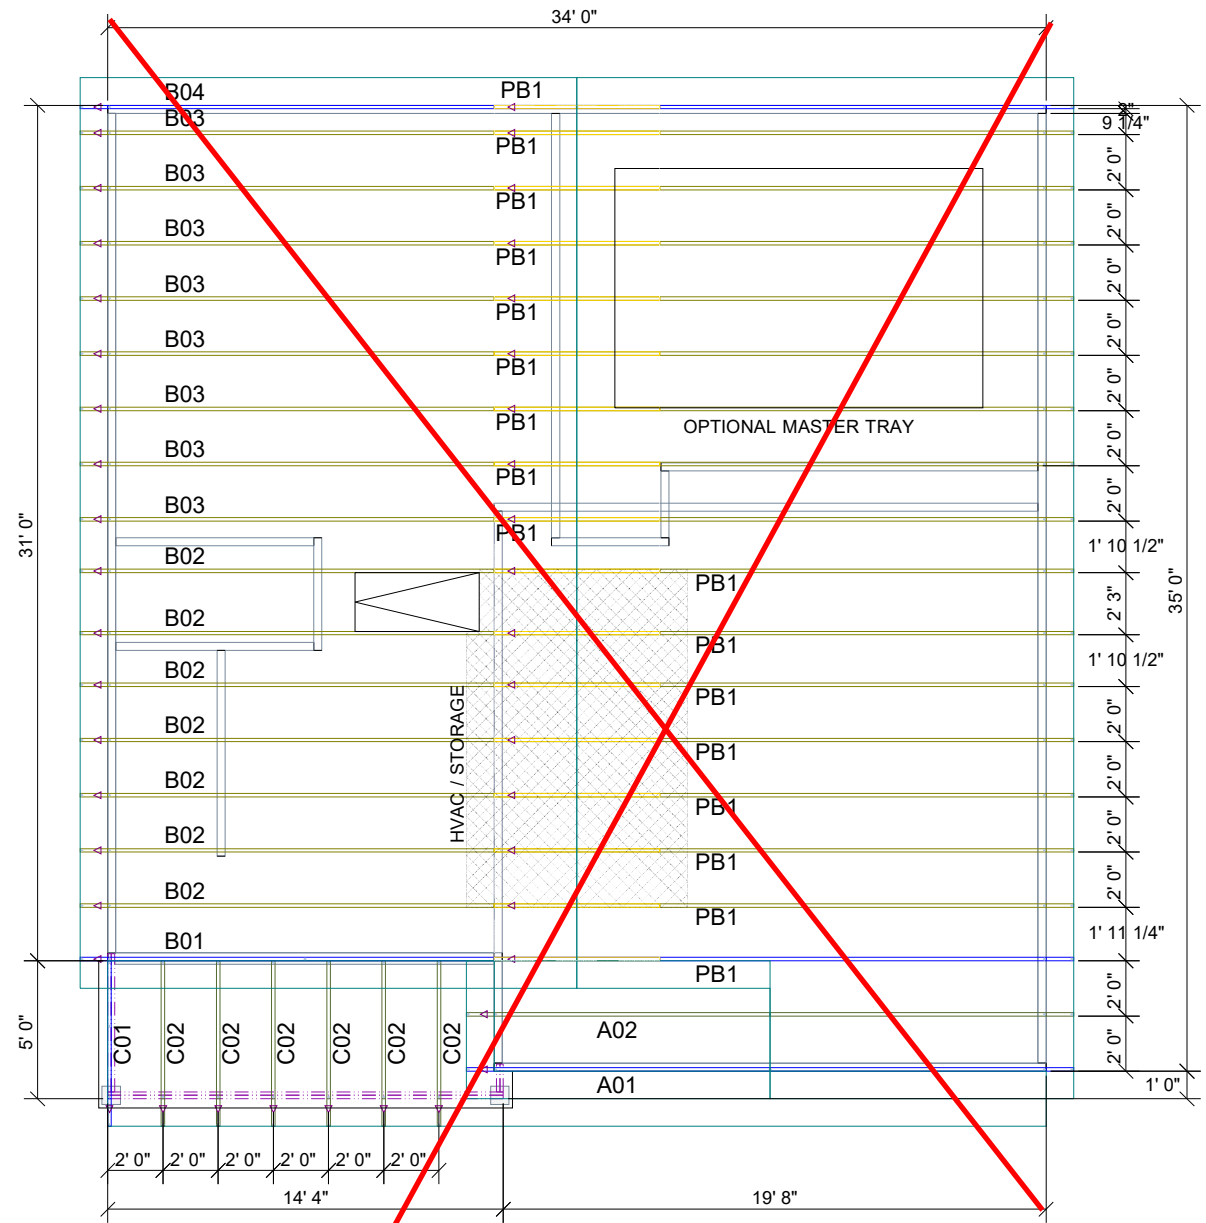 34' 0"
B04
PB1
2"
B03
9 1/4"
PB1
2' 0"
B03
PB1
2' 0"
B03
PB1
2' 0"
B03
PB1
2' 0"
B03
PB1
2' 0"
B03
PB1
OPTIONAL MASTER TRAY
2' 0"
B03
PB1
2' 0"
B03
PB1
31' 0"
1' 10 1/2"
B02
PB1
2' 3"
35' 0"
B02
PB1
1' 10 1/2"
B02
PB1
HVAC / STORAGE
2' 0"
B02
PB1
2' 0"
B02
PB1
2' 0"
B02
PB1
2' 0"
B02
PB1
1' 11 1/4"
B01
PB1
2' 0"
5' 0"
C01
C02
C02
C02
C02
C02
C02
A02
2' 0"
A01
1' 0"
2' 0"
2' 0"
2' 0"
2' 0"
2' 0"
2' 0"
14' 4"
19' 8"